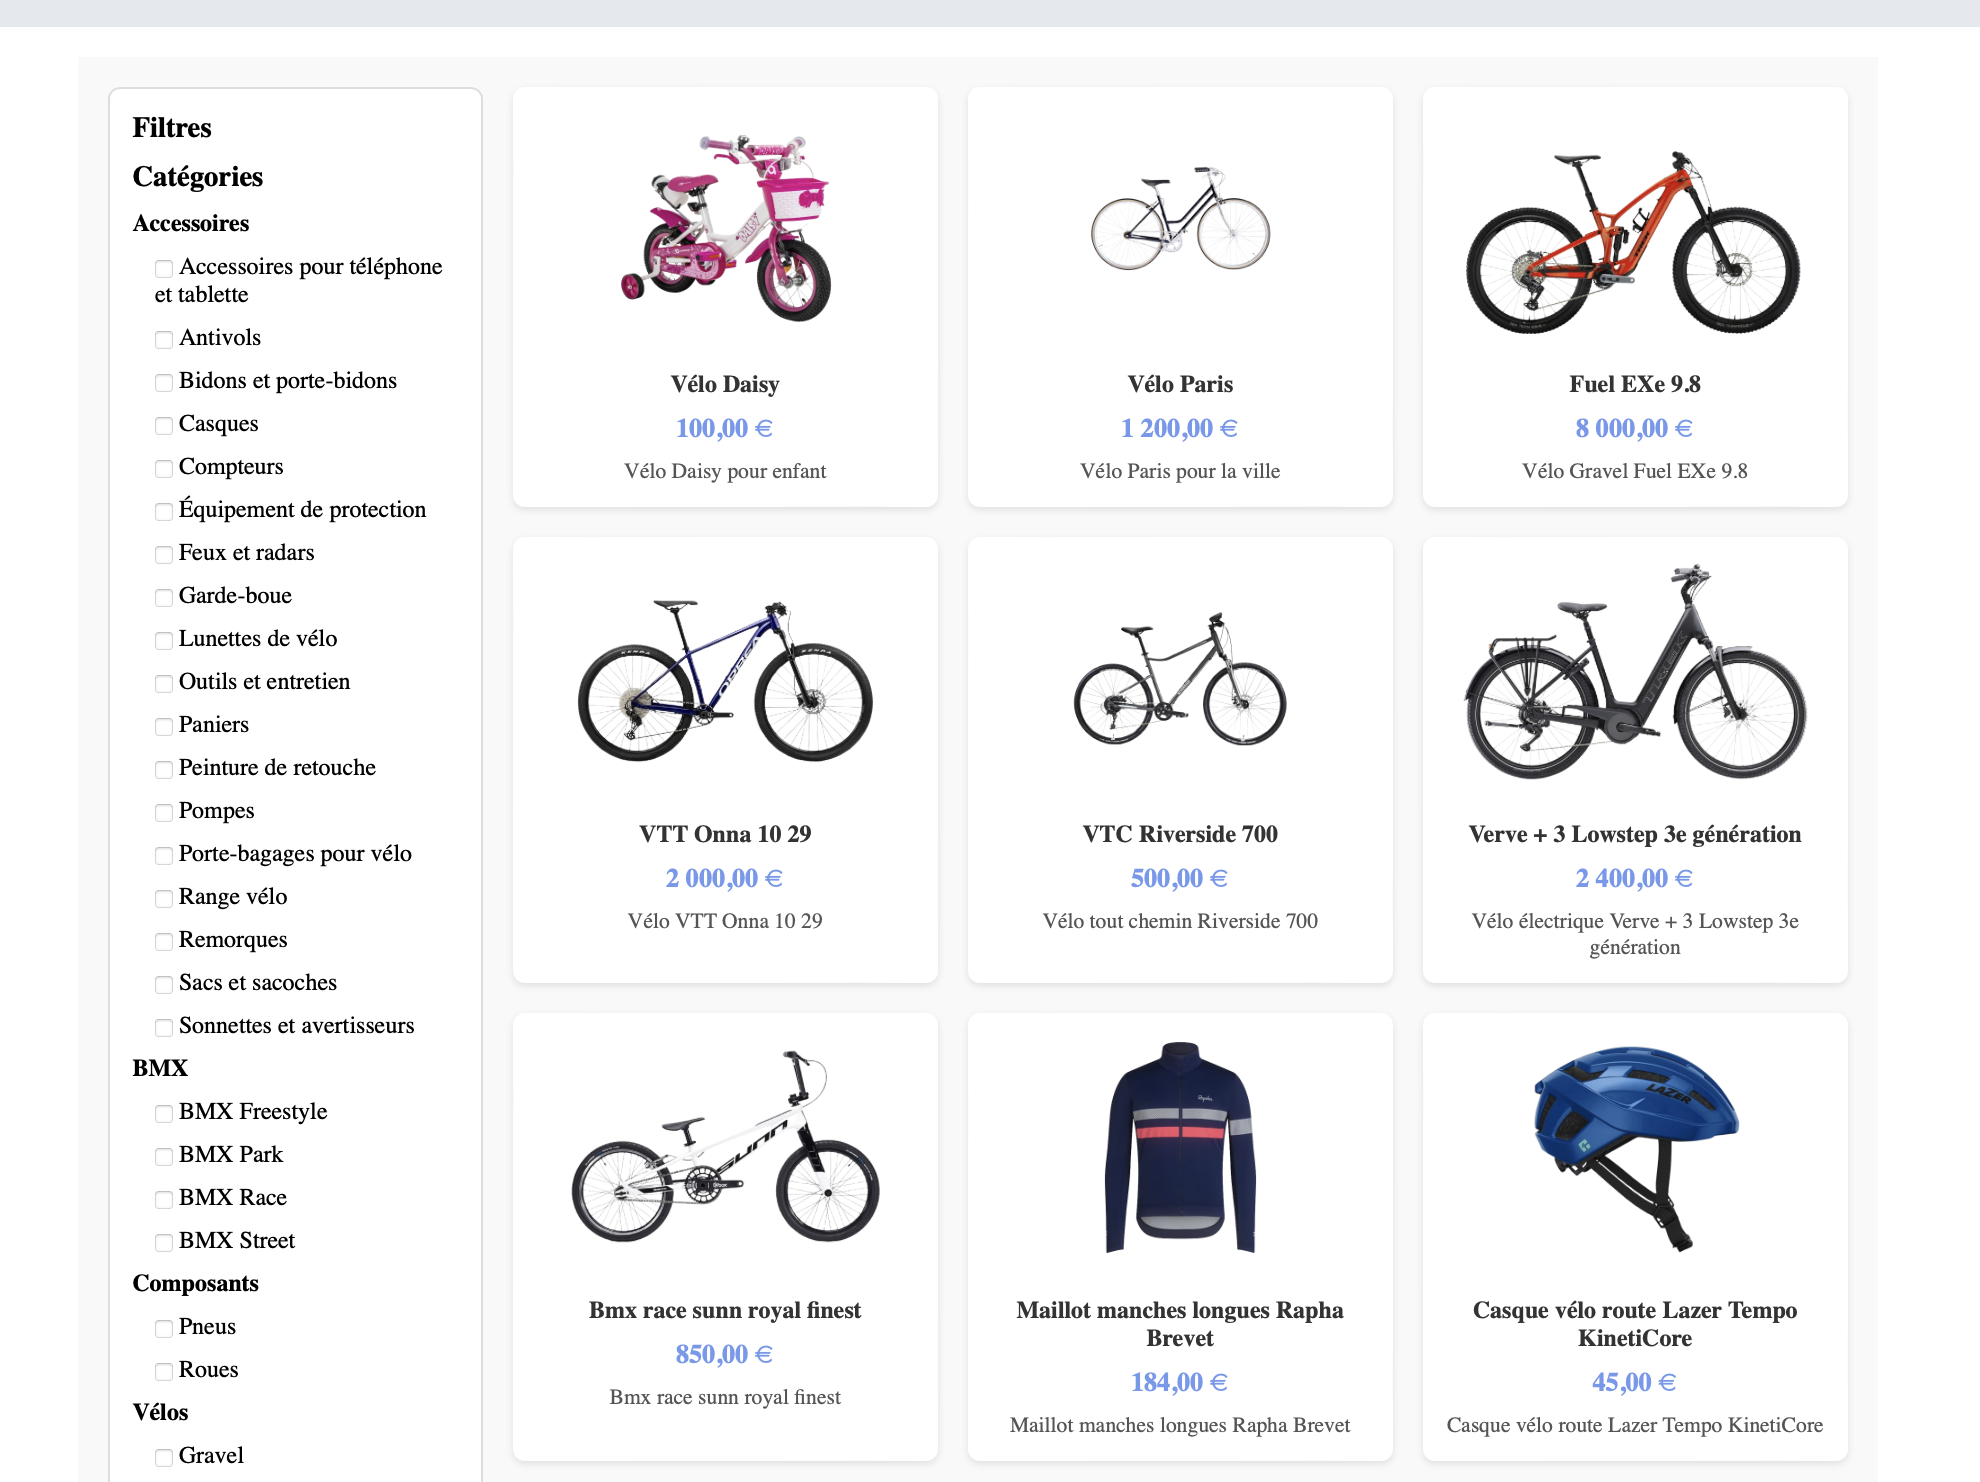 Filtres
Catégories
Accessoires
Accessoires pour téléphone
et tablette
Antivols
Bidons et porte-bidons
Casques
Compteurs
Équipement de protection
Feux et radars
Garde-boue
Lunettes de vélo
Outils et entretien
Paniers
Peinture de retouche
Pompes
Porte-bagages pour vélo
Range vélo
Remorques
Sacs et sacoches
Sonnettes et avertisseurs
BMX
BMX Freestyle
BMX Park
BMX Race
BMX Street
Composants
Pneus
Roues
Vélos
Gravel
DAISY
Vélo Daisy
100,00 €
Vélo Daisy pour enfant
Vélo Paris
1 200,00 €
Vélo Paris pour la ville
Fuel EXe 9.8
8 000,00 €
Vélo Gravel Fuel EXe 9.8
KENDA
KENDA
ORBEA
VTT Onna 10 29
2 000,00 €
Vélo VTT Onna 10 29
VTC Riverside 700
500,00 €
Vélo tout chemin Riverside 700
TREK
Verve + 3 Lowstep 3e génération
2 400,00 €
Vélo électrique Verve + 3 Lowstep 3e
génération
sunn
Bmx race sunn royal finest
850,00 €
Bmx race sunn royal finest
Rapha
Maillot manches longues Rapha
Brevet
184,00 €
Maillot manches longues Rapha Brevet
LAZER
Casque vélo route Lazer Tempo
KinetiCore
45,00 €
Casque vélo route Lazer Tempo KinetiCore